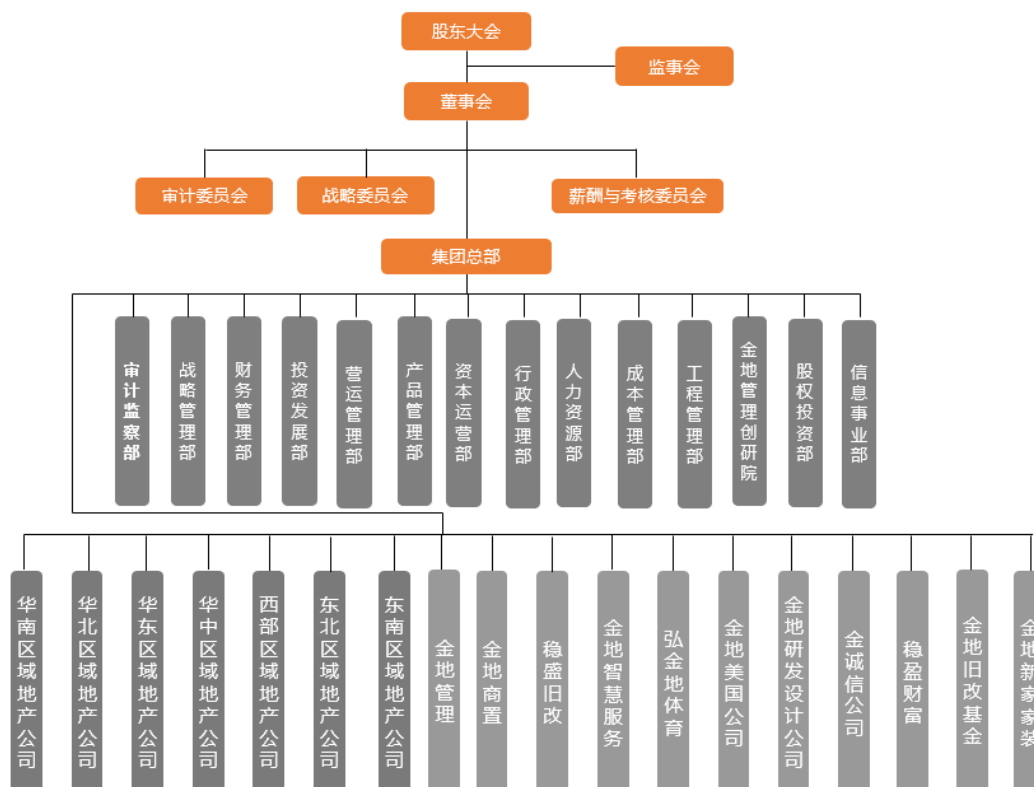 股东大会
监事会
董事会
审计委员会
战略委员会
薪酬与考核委员会
集团总部
审计监察部
战略管理部
财务管理部
投资发展部
营运管理部
产品管理部
资本运营部
行政管理部
人力资源部
成本管理部
工程管理部
金地管理创研院
股权投资部
信息事业部
华南区域地产公司
华北区域地产公司
华东区域地产公司
华中区域地产公司
西部区域地产公司
东北区域地产公司
东南区域地产公司
金地管理
金地商置
稳盛旧改
金地智慧服务
弘金地体育
金地美国公司
金地研发设计公司
金诚信公司
稳盈财富
金地旧改基金
金地新家家装